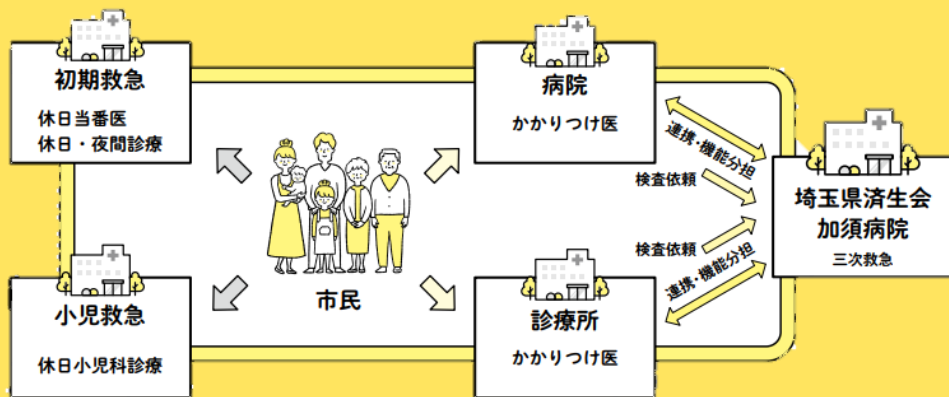 初期救急
休日当番医
休日・夜間診療
病院
かかりつけ医
連携・機能分担
検査依頼
埼玉県済生会
加須病院
三次救急
検査依頼
連携・機能分担
市民
小児救急
休日小児科診療
診療所
かかりつけ医